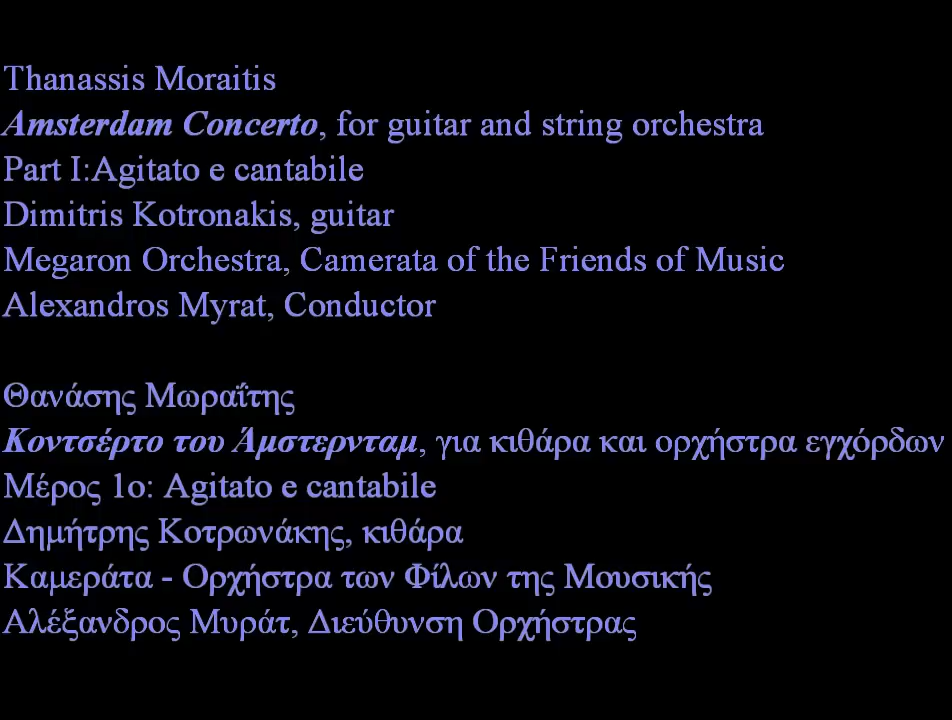 Thanassis Moraitis
Amsterdam Concerto, for guitar and string orchestra
Part I:Agitato e cantabile
Dimitris Kotronakis, guitar
Megaron Orchestra, Camerata of the Friends of Music
Alexandros Myrat, Conductor
Θανάσης Μωραΐτης
Κοντσέρτο του Άμστερνταμ, για κιθάρα και ορχήστρα εγχόρδων
Μέρος 1ο: Agitato e cantabile
Δημήτρης Κοτρωνάκης, κιθάρα
Καμεράτα - Ορχήστρα των Φίλων της Μουσικής
Αλέξανδρος Μυράτ, Διεύθυνση Ορχήστρας